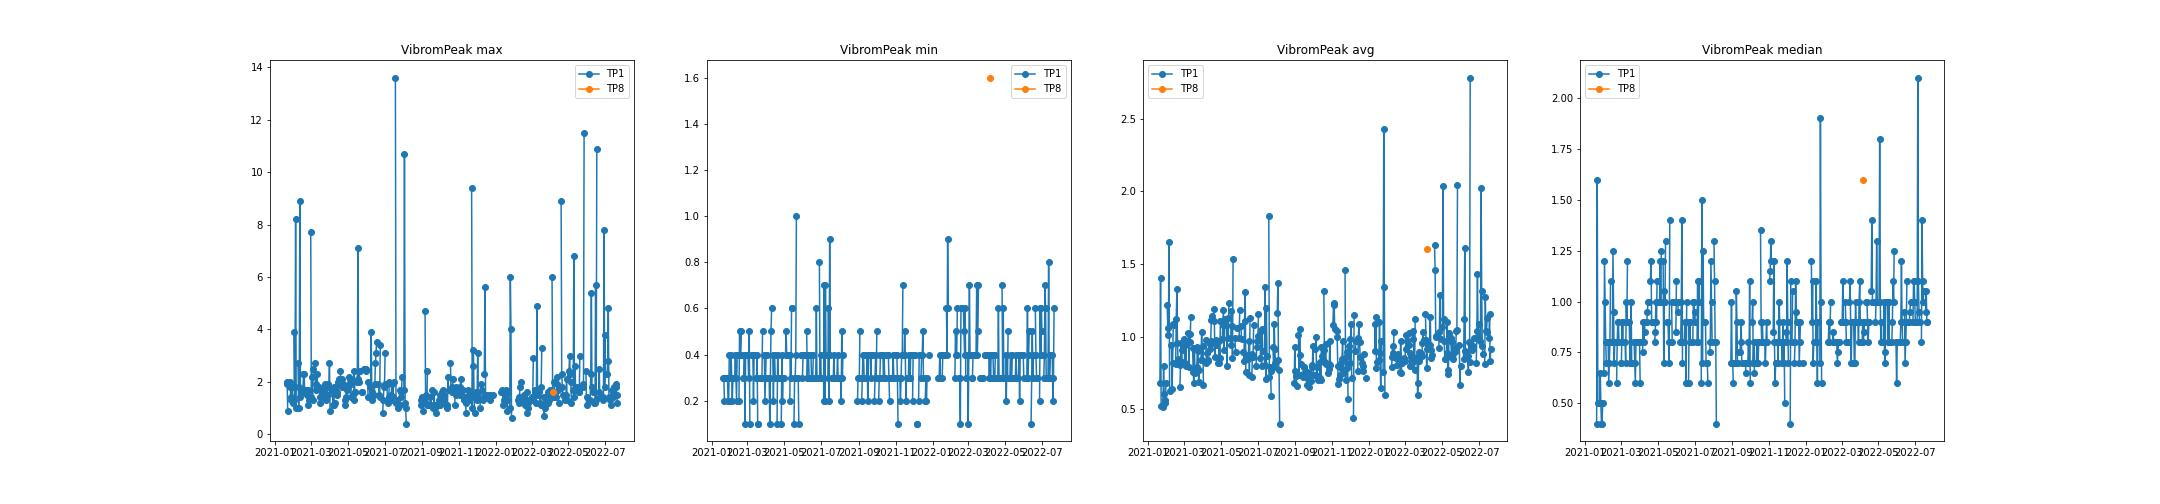 VibromPeak max
TP1
TP8
14
12
10
8
6
4
2
0
2021-01 2021-03 2021-05 2021-07 2021-09 2021-11 2022-01 2022-03 2022-05 2022-07
VibromPeak min
TP1
TP8
1.6
1.4
1.2
1.0
0.8
0.6
0.4
0.2
2021-01 2021-03 2021-05 2021-07 2021-09 2021-11 2022-01 2022-03 2022-05 2022-07
VibromPeak avg
TP1
TP8
2.5
2.0
1.5
1.0
0.5
2021-01 2021-03 2021-05 2021-07 2021-09 2021-11 2022-01 2022-03 2022-05 2022-07
VibromPeak median
TP1
TP8
2.00
1.75
1.50
1.25
1.00
0.75
0.50
2021-01 2021-03 2021-05 2021-07 2021-09 2021-11 2022-01 2022-03 2022-05 2022-07